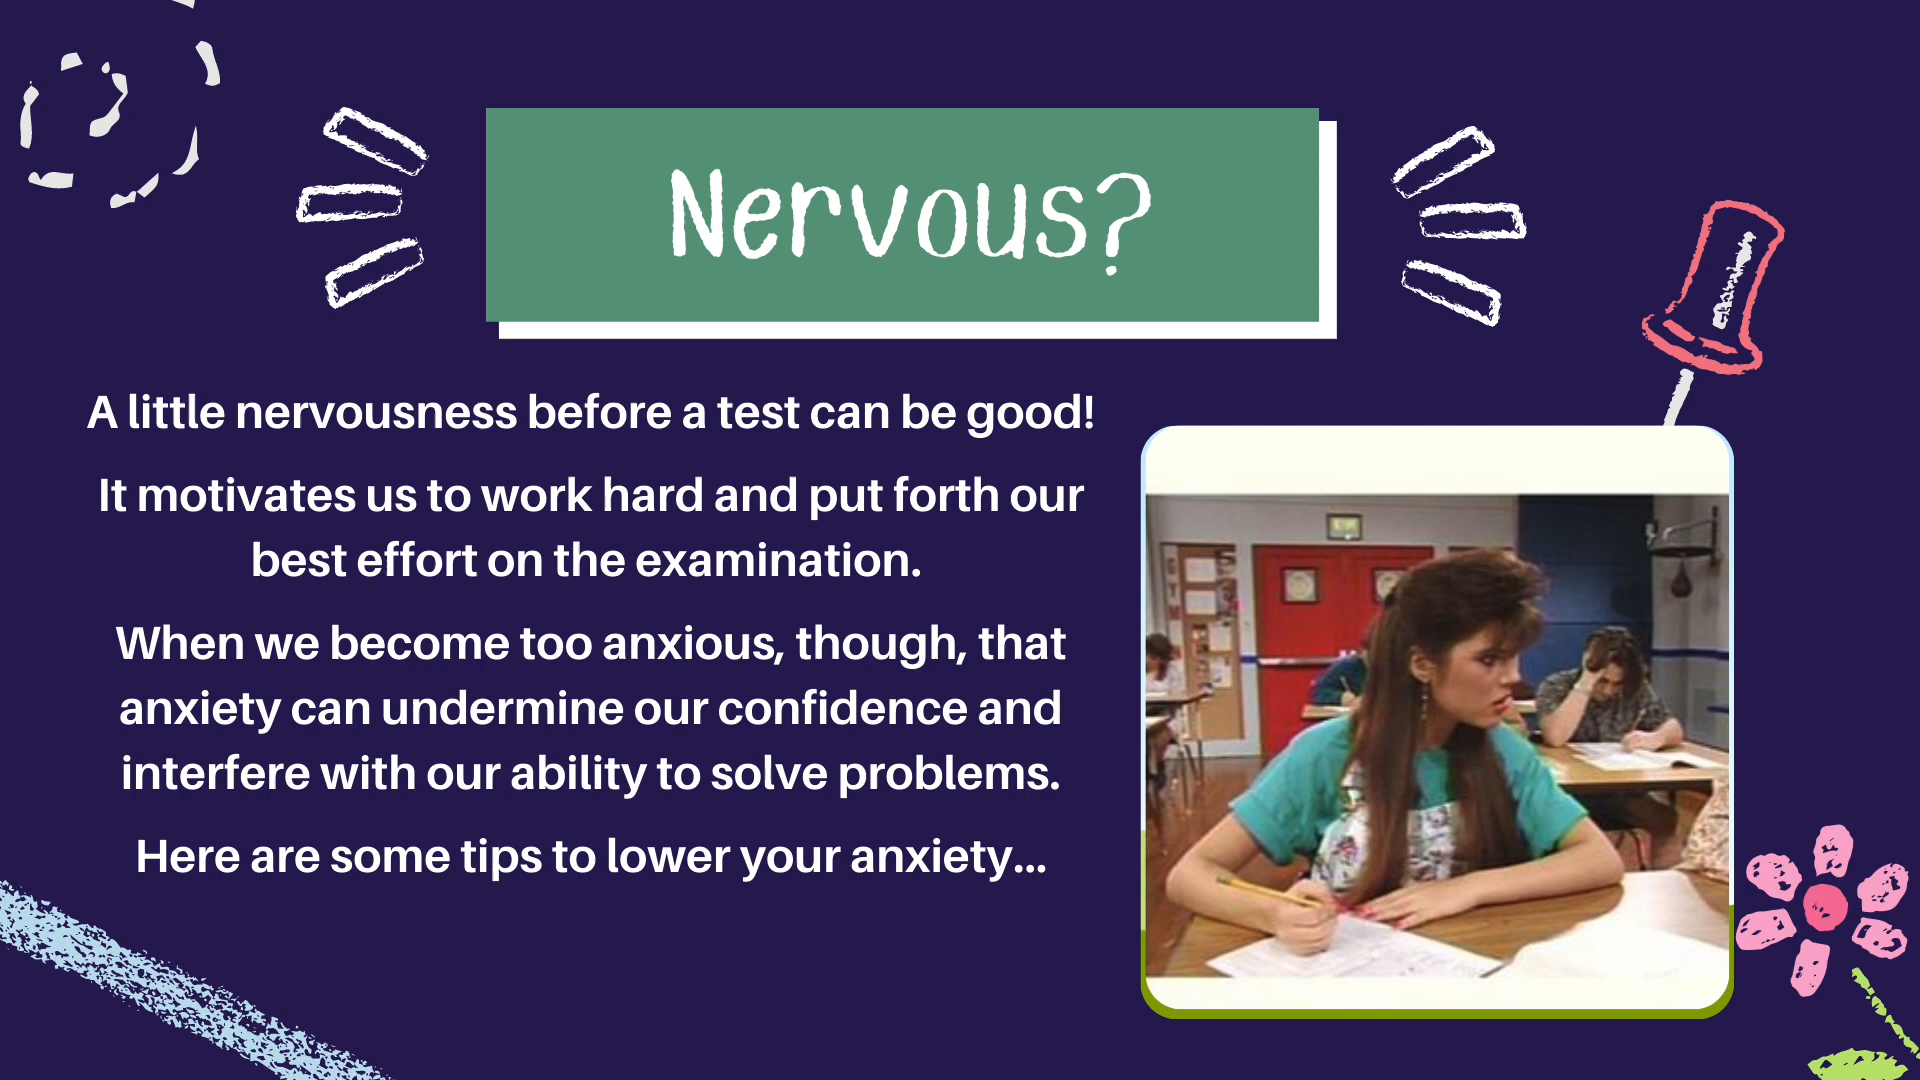 Nervous?
A little nervousness before a test can be good!
It motivates us to work hard and put forth our
best effort on the examination.
When we become too anxious, though, that
anxiety can undermine our confidence and
interfere with our ability to solve problems.
Here are some tips to lower your anxiety...